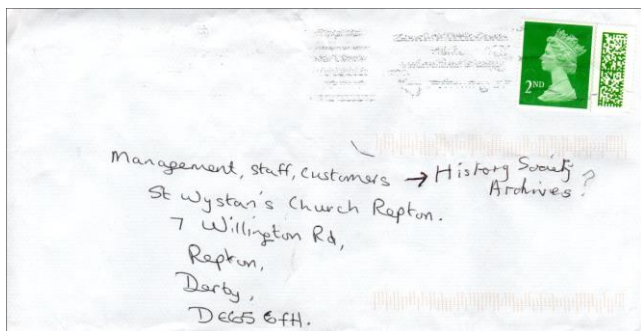 2ND
Management, staff, customers → History Society
Archives?
St Wystan's Church Repton.
7 Willington Rd,
Repton,
Derby,
DE65 6FH.